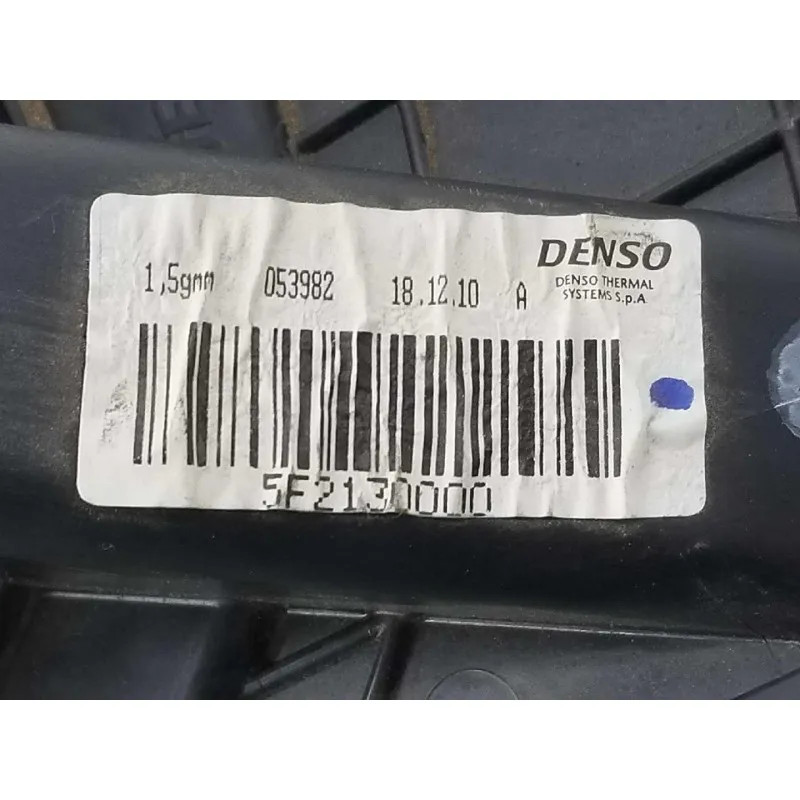 DENSO
DENSO THERMAL
SYSTEMS S.p.A
1,5gmm 053982 18.12.10 A
5F2130000